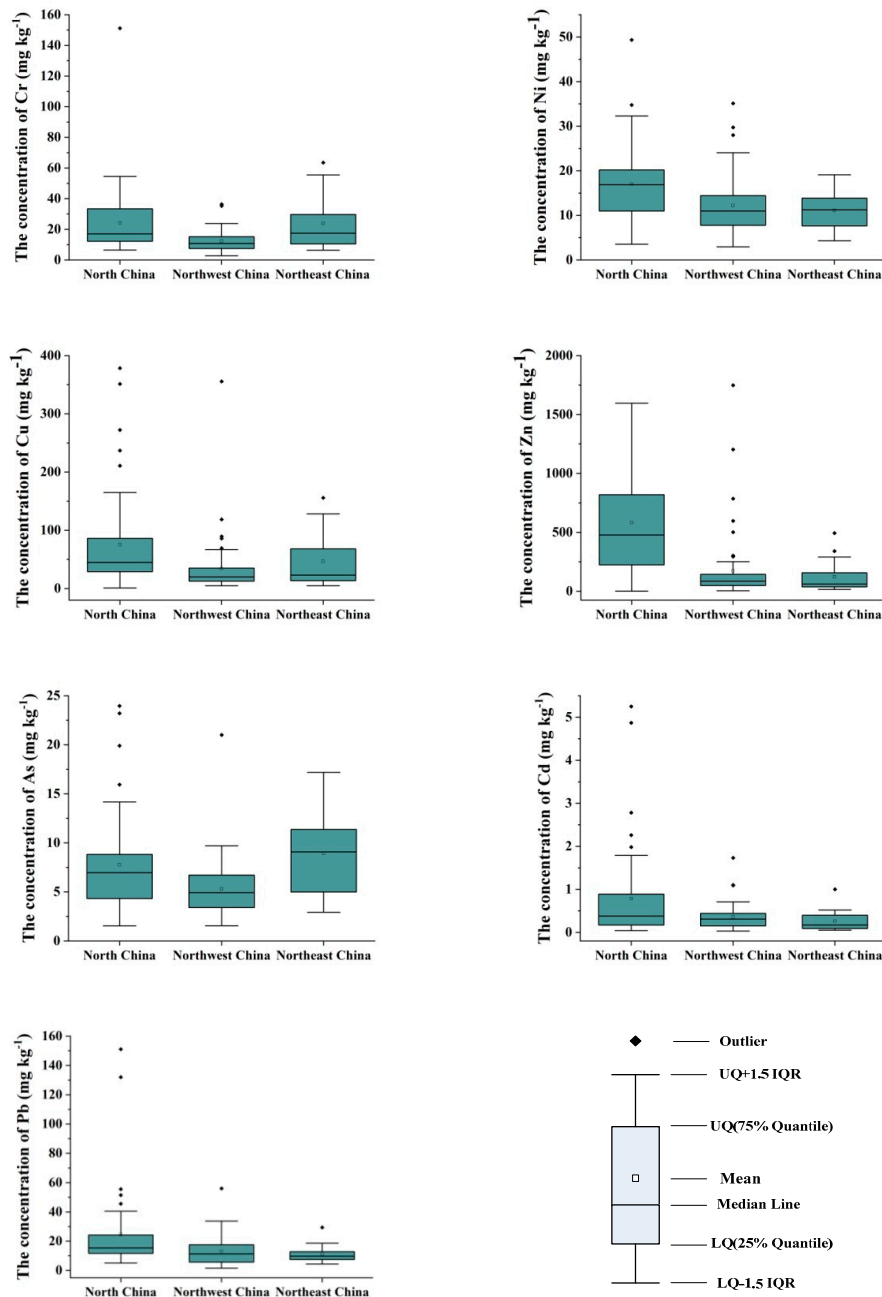 The concentration of Cr (mg kg-1)
160
140
120
100
80
60
40
20
0
North China Northwest China Northeast China
The concentration of Ni (mg kg-1)
50
40
30
20
10
0
North China Northwest China Northeast China
The concentration of Cu (mg kg-1)
400
300
200
100
0
North China Northwest China Northeast China
The concentration of Zn (mg kg-1)
2000
1500
1000
500
0
North China Northwest China Northeast China
The concentration of As (mg kg-1)
25
20
15
10
5
0
North China Northwest China Northeast China
The concentration of Cd (mg kg-1)
5
4
3
2
1
0
North China Northwest China Northeast China
The concentration of Pb (mg kg-1)
160
140
120
100
80
60
40
20
0
North China Northwest China Northeast China
Outlier
UQ+1.5 IQR
UQ(75% Quantile)
Mean
Median Line
LQ(25% Quantile)
LQ-1.5 IQR